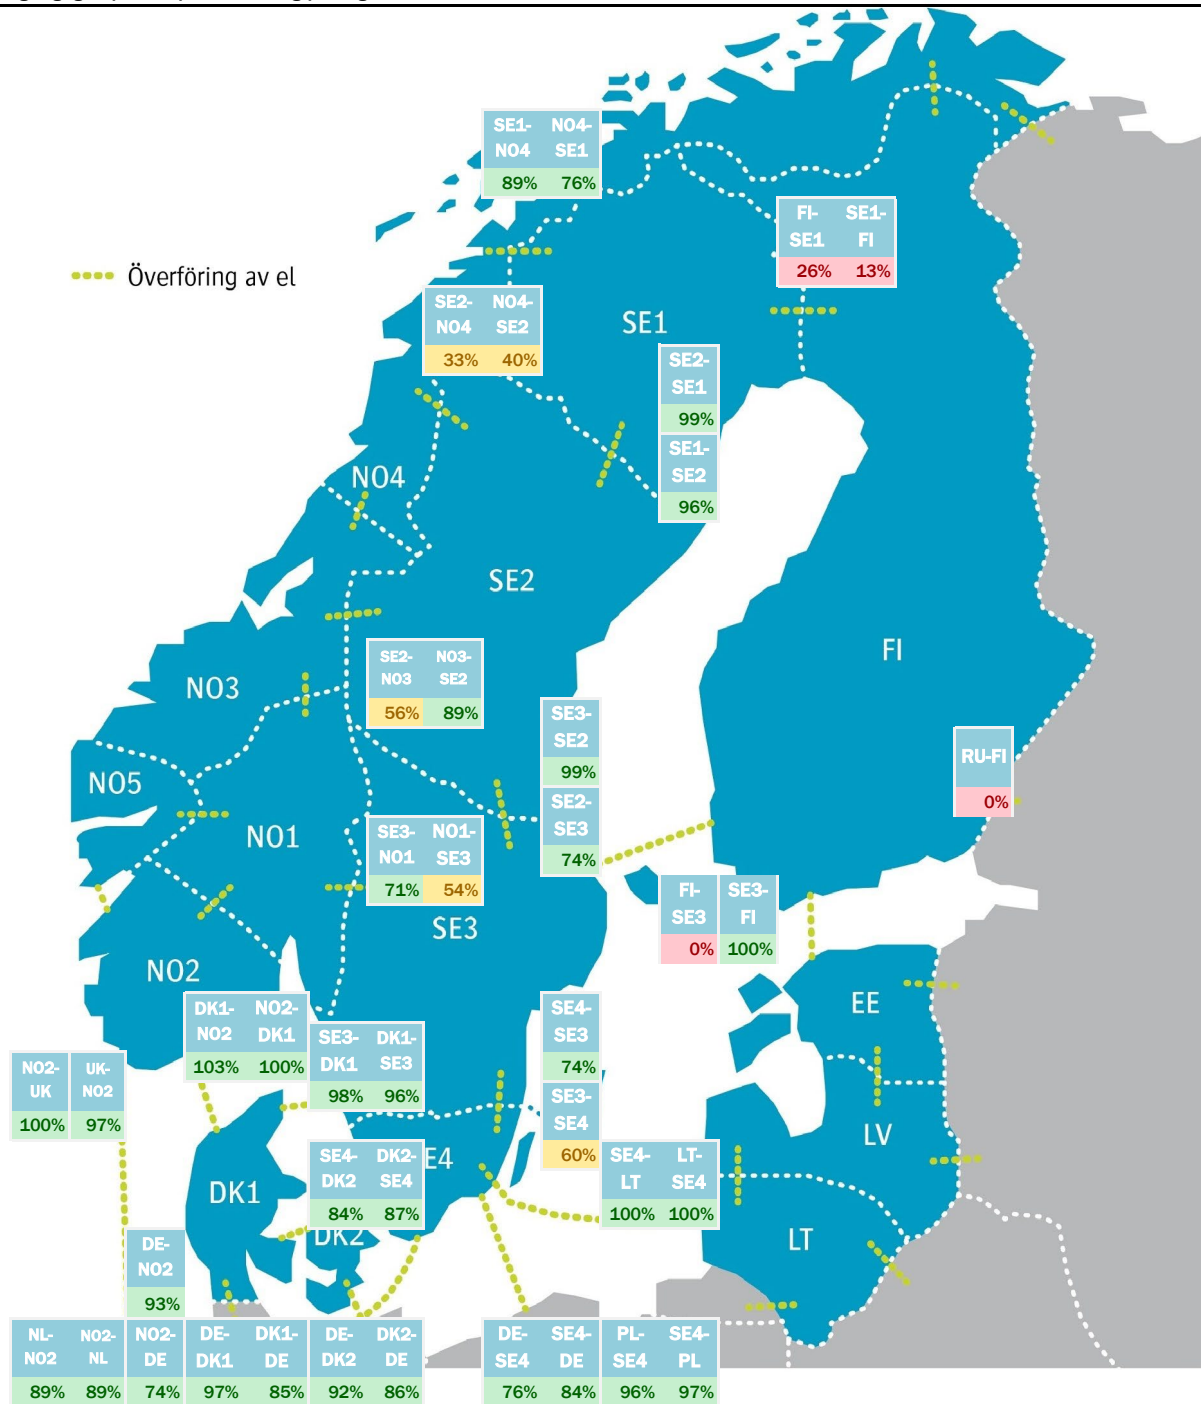 SE1- NO4-
NO4 SE1
89% 76%
FI- SE1-
SE1 FI
26% 13%
Överföring av el
SE2- NO4-
NO4 SE2
33% 40%
SE1
SE2-
SE1
99%
SE1-
SE2
96%
NO4
SE2
FI
SE2- NO3-
NO3 SE2
56% 89%
NO3
SE3-
SE2
99%
SE2-
SE3
74%
RU-FI
0%
NO5
NO1
SE3- NO1-
NO1 SE3
71% 54%
SE3
FI- SE3-
SE3 FI
0% 100%
NO2
DK1- NO2-
NO2 DK1
103% 100%
SE3- DK1-
DK1 SE3
98% 96%
SE4-
SE3
74%
SE3-
SE4
60%
EE
NO2- UK-
UK NO2
100% 97%
LV
SE4- DK2-
DK2 SE4
84% 87%
E4
SE4- LT-
LT SE4
100% 100%
DK1
DK2
LT
DE-
NO2
93%
NL- NO2- NO2- DE- DK1- DE- DK2-
NO2 NL DE DK1 DE DK2 DE
89% 89% 74% 97% 85% 92% 86%
DE- SE4- PL- SE4-
SE4 DE SE4 PL
76% 84% 96% 97%